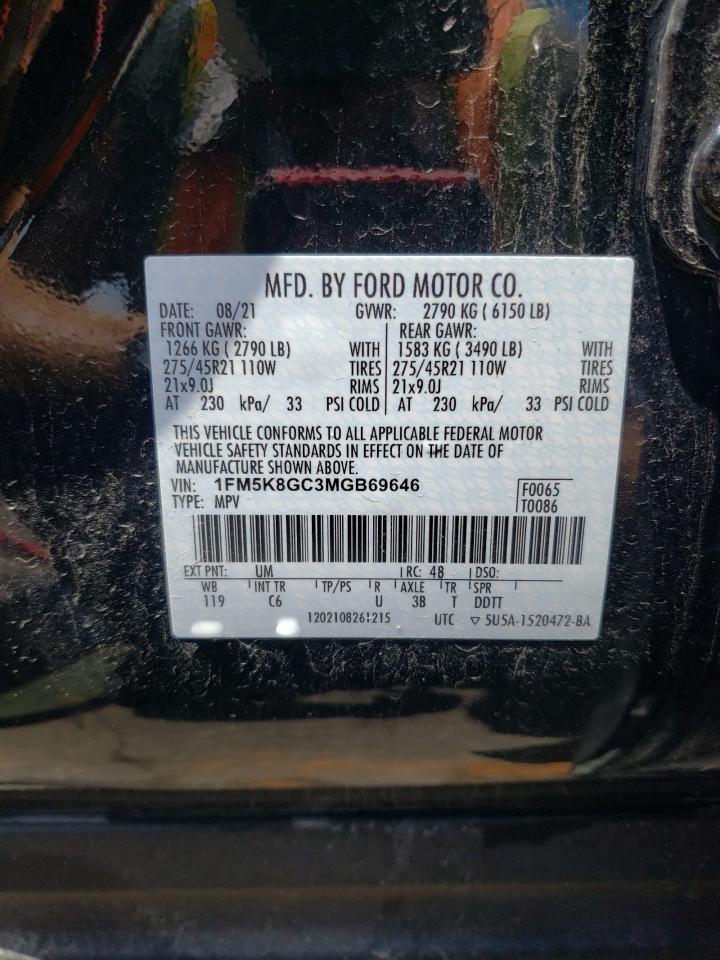 MFD. BY FORD MOTOR CO.
DATE: 08/21 GVWR: 2790 KG ( 6150 LB)
FRONT GAWR: REAR GAWR:
1266 KG ( 2790 LB) WITH 1583 KG ( 3490 LB) WITH
275/45R21 110W TIRES 275/45R21 110W TIRES
21x9.0J RIMS 21x9.0J RIMS
AT 230 kPa/ 33 PSI COLD AT 230 kPa/ 33 PSI COLD
THIS VEHICLE CONFORMS TO ALL APPLICABLE FEDERAL MOTOR
VEHICLE SAFETY STANDARDS IN EFFECT ON THE DATE OF
MANUFACTURE SHOWN ABOVE.
VIN: 1FM5K8GC3MGB69646 F0065
TYPE: MPV T0086
EXT PNT: UM RC: 48 DSO:
WB INT TR TP/PS R AXLE TR SPR
119 C6 U 3B T DDTT
1202108261215 UTC ▽ 5U5A-1520472-BA